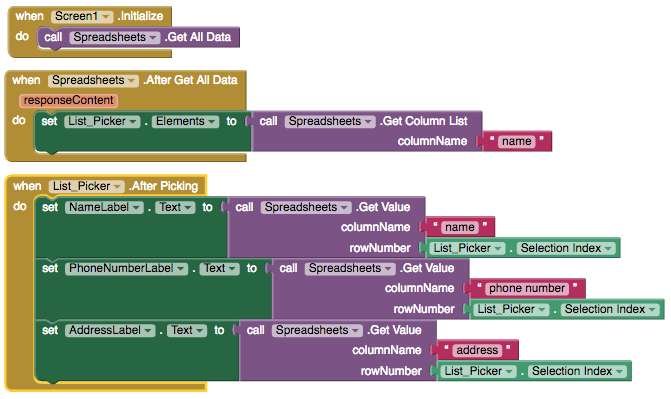 when Screen1 .Initialize
do call Spreadsheets .Get All Data
when Spreadsheets .After Get All Data
responseContent
do set List_Picker . Elements to call Spreadsheets .Get Column List
columnName " name "
when List_Picker .After Picking
do set NameLabel . Text to call Spreadsheets .Get Value
columnName " name "
rowNumber List_Picker . Selection Index
set PhoneNumberLabel . Text to call Spreadsheets .Get Value
columnName " phone number "
rowNumber List_Picker . Selection Index
set AddressLabel . Text to call Spreadsheets .Get Value
columnName " address "
rowNumber List_Picker . Selection Index